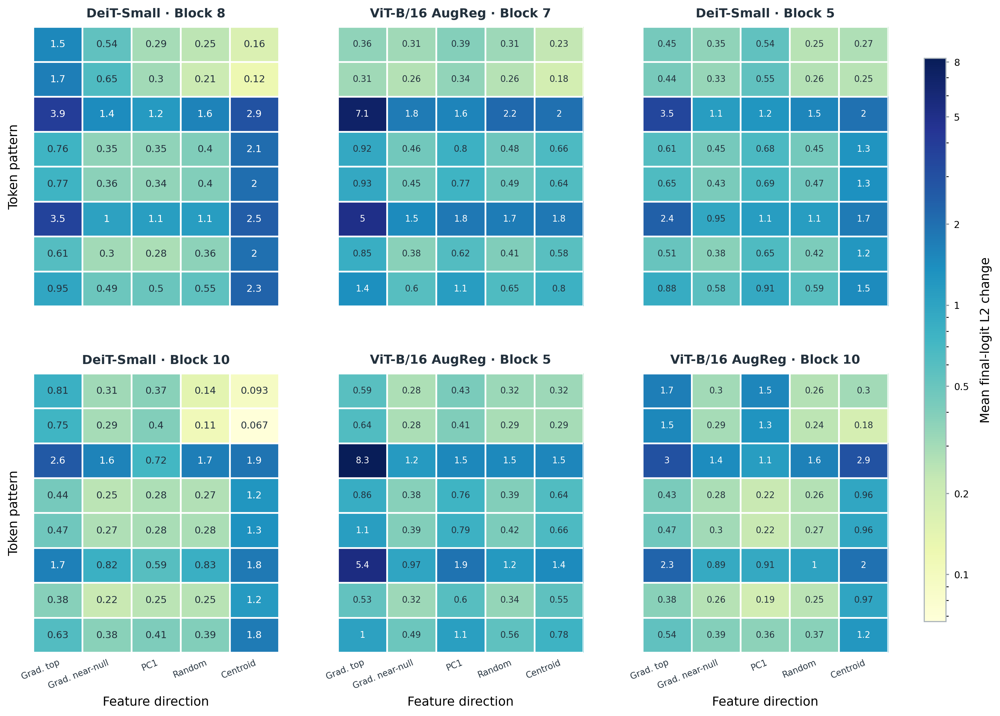 DeiT-Small · Block 8
ViT-B/16 AugReg · Block 7
DeiT-Small · Block 5
Token pattern
1.5 0.54 0.29 0.25 0.16
1.7 0.65 0.3 0.21 0.12
3.9 1.4 1.2 1.6 2.9
0.76 0.35 0.35 0.4 2.1
0.77 0.36 0.34 0.4 2
3.5 1 1.1 1.1 2.5
0.61 0.3 0.28 0.36 2
0.95 0.49 0.5 0.55 2.3
0.36 0.31 0.39 0.31 0.23
0.31 0.26 0.34 0.26 0.18
7.1 1.8 1.6 2.2 2
0.92 0.46 0.8 0.48 0.66
0.93 0.45 0.77 0.49 0.64
5 1.5 1.8 1.7 1.8
0.85 0.38 0.62 0.41 0.58
1.4 0.6 1.1 0.65 0.8
0.45 0.35 0.54 0.25 0.27
0.44 0.33 0.55 0.26 0.25
3.5 1.1 1.2 1.5 2
0.61 0.45 0.68 0.45 1.3
0.65 0.43 0.69 0.47 1.3
2.4 0.95 1.1 1.1 1.7
0.51 0.38 0.65 0.42 1.2
0.88 0.58 0.91 0.59 1.5
DeiT-Small · Block 10
ViT-B/16 AugReg · Block 5
ViT-B/16 AugReg · Block 10
Token pattern
0.81 0.31 0.37 0.14 0.093
0.75 0.29 0.4 0.11 0.067
2.6 1.6 0.72 1.7 1.9
0.44 0.25 0.28 0.27 1.2
0.47 0.27 0.28 0.28 1.3
1.7 0.82 0.59 0.83 1.8
0.38 0.22 0.25 0.25 1.2
0.63 0.38 0.41 0.39 1.8
0.59 0.28 0.43 0.32 0.32
0.64 0.28 0.41 0.29 0.29
8.3 1.2 1.5 1.5 1.5
0.86 0.38 0.76 0.39 0.64
1.1 0.39 0.79 0.42 0.66
5.4 0.97 1.9 1.2 1.4
0.53 0.32 0.6 0.34 0.55
1 0.49 1.1 0.56 0.78
1.7 0.3 1.5 0.26 0.3
1.5 0.29 1.3 0.24 0.18
3 1.4 1.1 1.6 2.9
0.43 0.28 0.22 0.26 0.96
0.47 0.3 0.22 0.27 0.96
2.3 0.89 0.91 1 2
0.38 0.26 0.19 0.25 0.97
0.54 0.39 0.36 0.37 1.2
Grad. top Grad. near-null PC1 Random Centroid
Grad. top Grad. near-null PC1 Random Centroid
Grad. top Grad. near-null PC1 Random Centroid
Feature direction
Feature direction
Feature direction
8
5
2
1
0.5
0.2
0.1
Mean final-logit L2 change